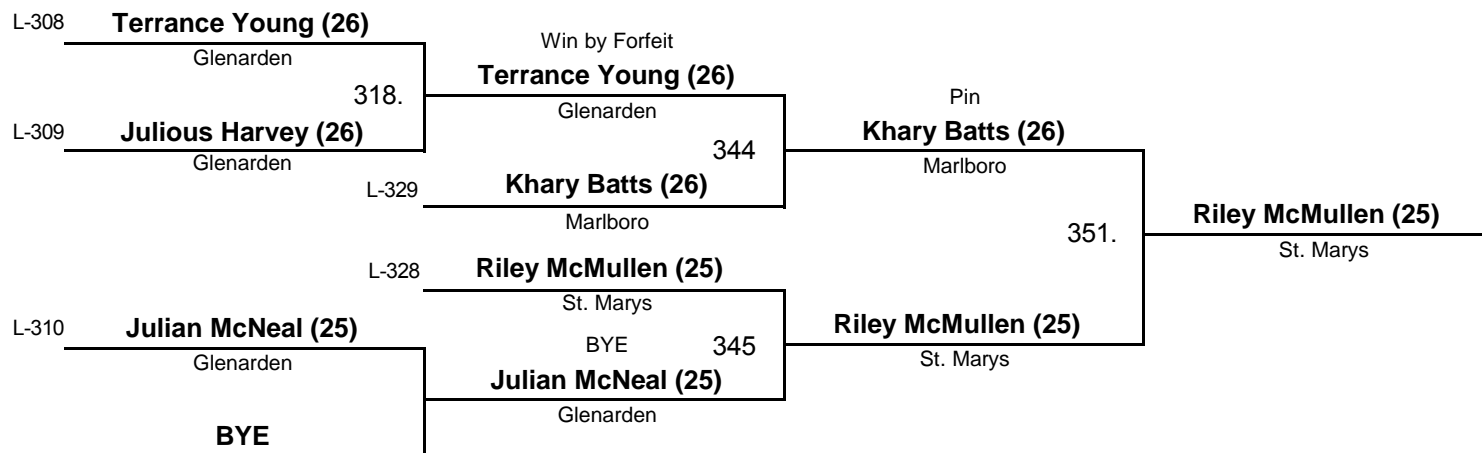 L-308
Terrance Young (26)
Glenarden
Win by Forfeit
Terrance Young (26)
Glenarden
318.
Pin
Khary Batts (26)
Marlboro
L-309
Julious Harvey (26)
Glenarden
344
L-329
Khary Batts (26)
Marlboro
Riley McMullen (25)
St. Marys
351.
L-328
Riley McMullen (25)
St. Marys
L-310
Julian McNeal (25)
Glenarden
BYE
345
Riley McMullen (25)
St. Marys
Julian McNeal (25)
Glenarden
BYE